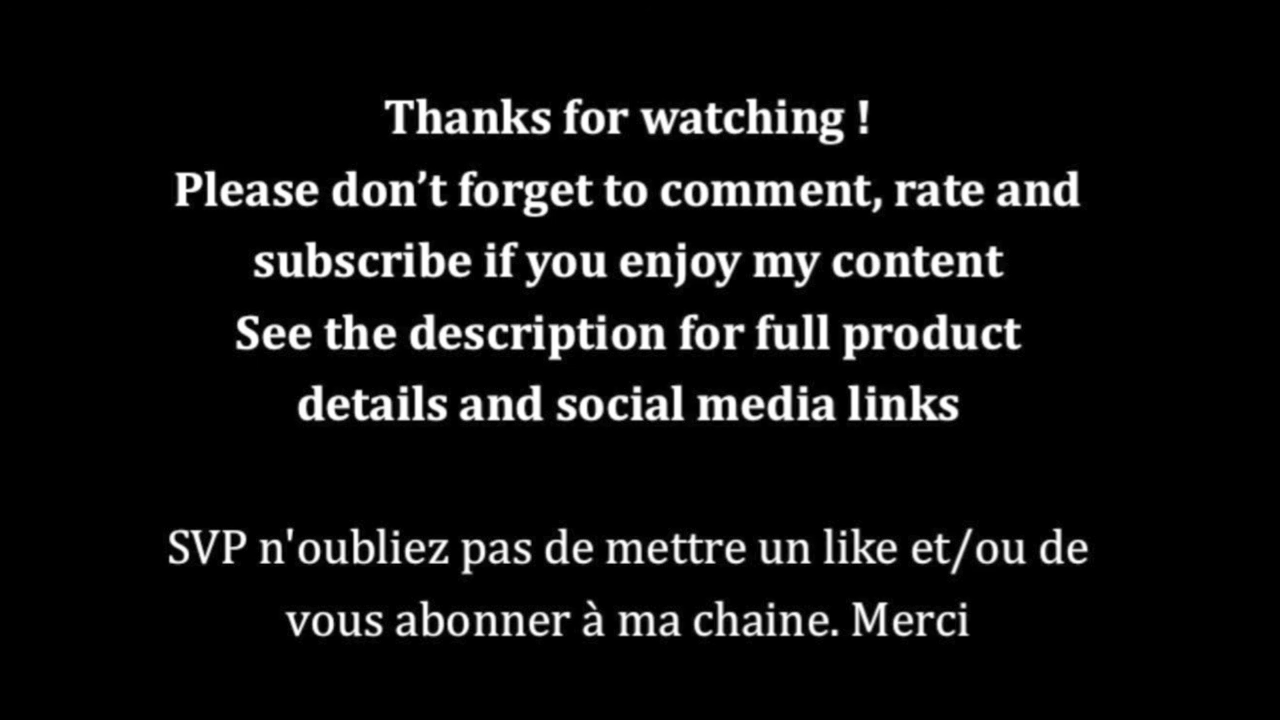 Thanks for watching !
Please don’t forget to comment, rate and
subscribe if you enjoy my content
See the description for full product
details and social media links
SVP n'oubliez pas de mettre un like et/ou de
vous abonner à ma chaine. Merci